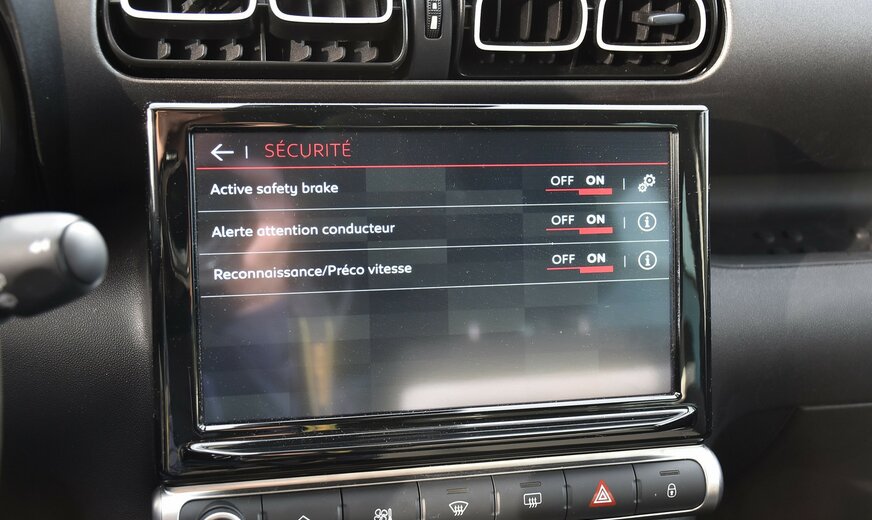 ← | SÉCURITÉ
Active safety brake OFF ON |
Alerte attention conducteur OFF ON | i
Reconnaissance/Préco vitesse OFF ON | i